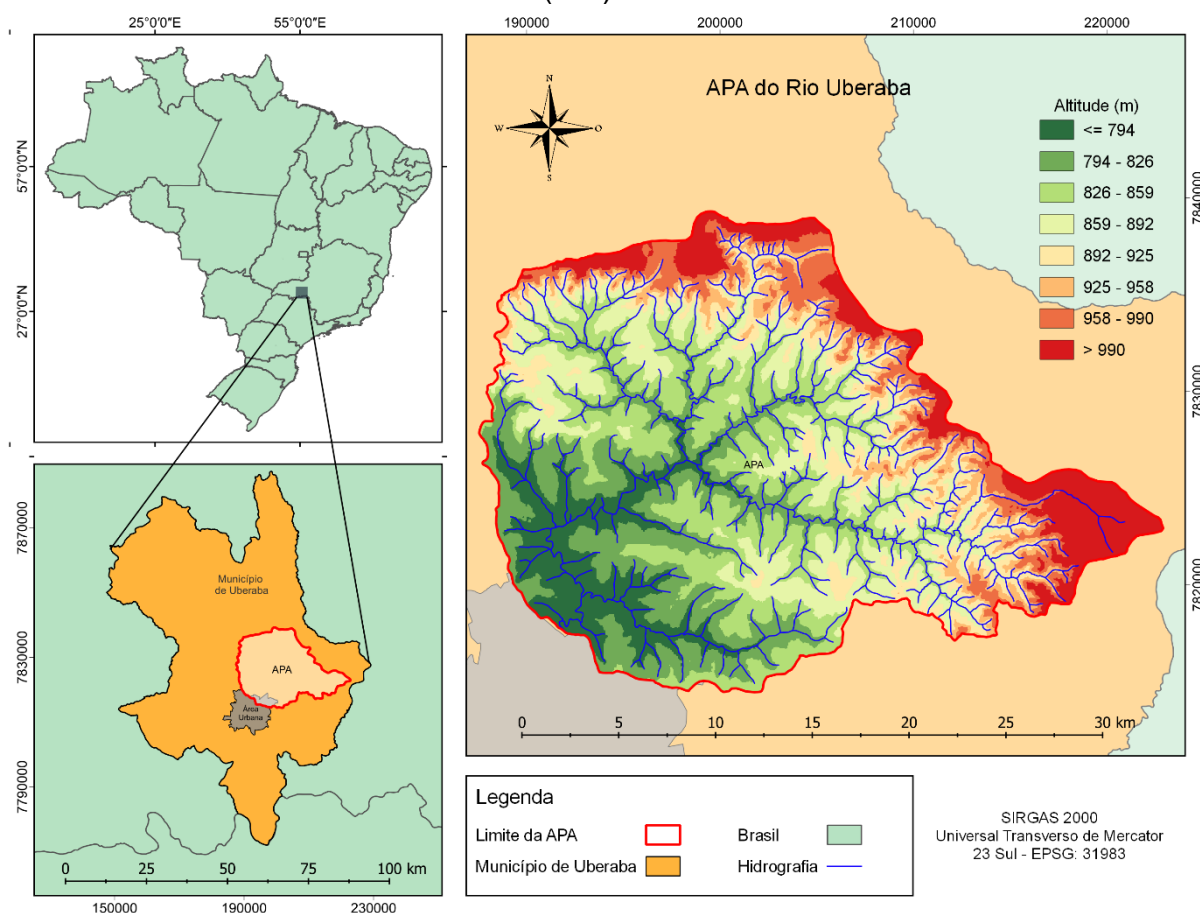 25°0'0"E
55°0'0"E
57°0'0"N
27°0'0"N
190000
200000
210000
220000
APA do Rio Uberaba
N
W
O
S
Altitude (m)
<= 794
794 - 826
826 - 859
859 - 892
892 - 925
925 - 958
958 - 990
> 990
APA
7840000
7830000
7820000
0
5
10
15
20
25
30 km
7870000
7830000
7790000
Município
de Uberaba
APA
Área
Urbana
0
25
50
75
100 km
150000
190000
230000
Legenda
Limite da APA
Brasil
Município de Uberaba
Hidrografia
SIRGAS 2000
Universal Transverso de Mercator
23 Sul - EPSG: 31983